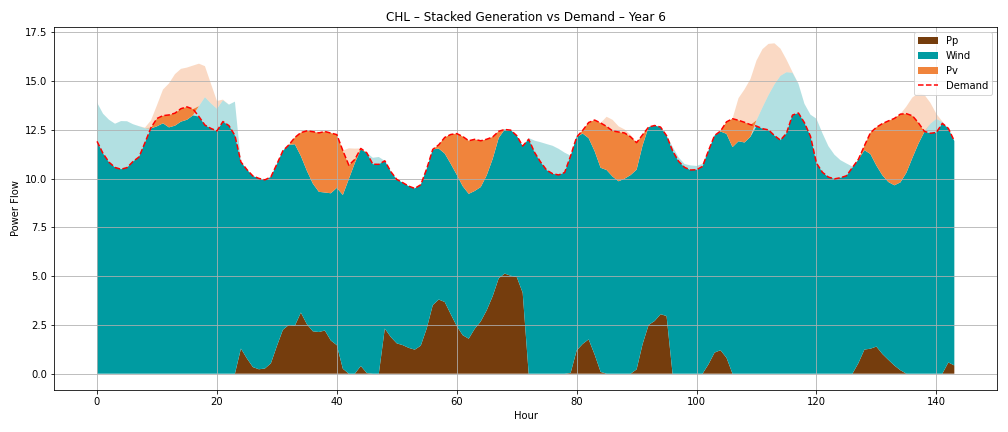 CHL – Stacked Generation vs Demand – Year 6
17.5
15.0
12.5
10.0
7.5
5.0
2.5
0.0
Power Flow
Pp
Wind
Pv
Demand
0 20 40 60 80 100 120 140
Hour